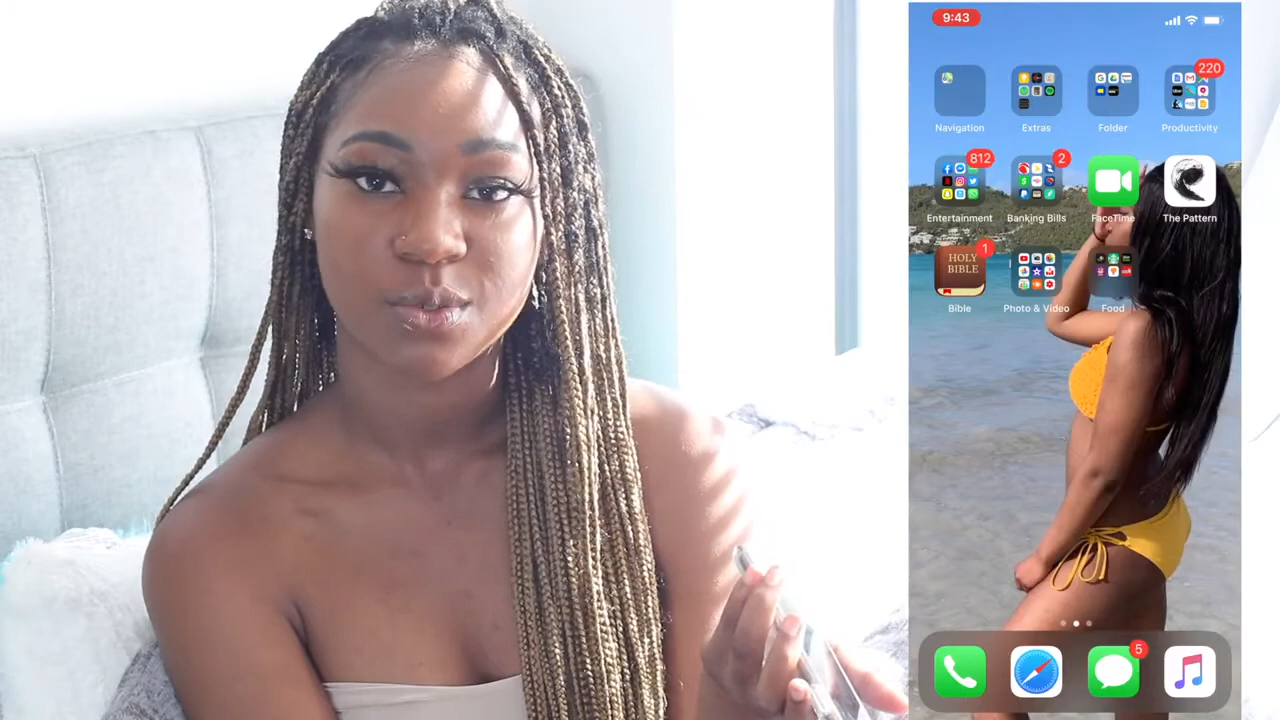 9:43
220
Navigation Extras Folder Productivity
812 2
Entertainment Banking Bills FaceTime The Pattern
1
HOLY
BIBLE
Bible Photo & Video Food
5